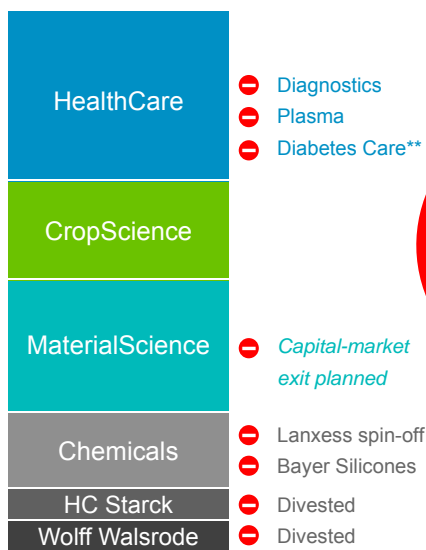 HealthCare
Diagnostics
Plasma
Diabetes Care**
CropScience
MaterialScience
Capital-market
exit planned
Chemicals
Lanxess spin-off
Bayer Silicones
HC Starck
Divested
Wolff Walsrode
Divested